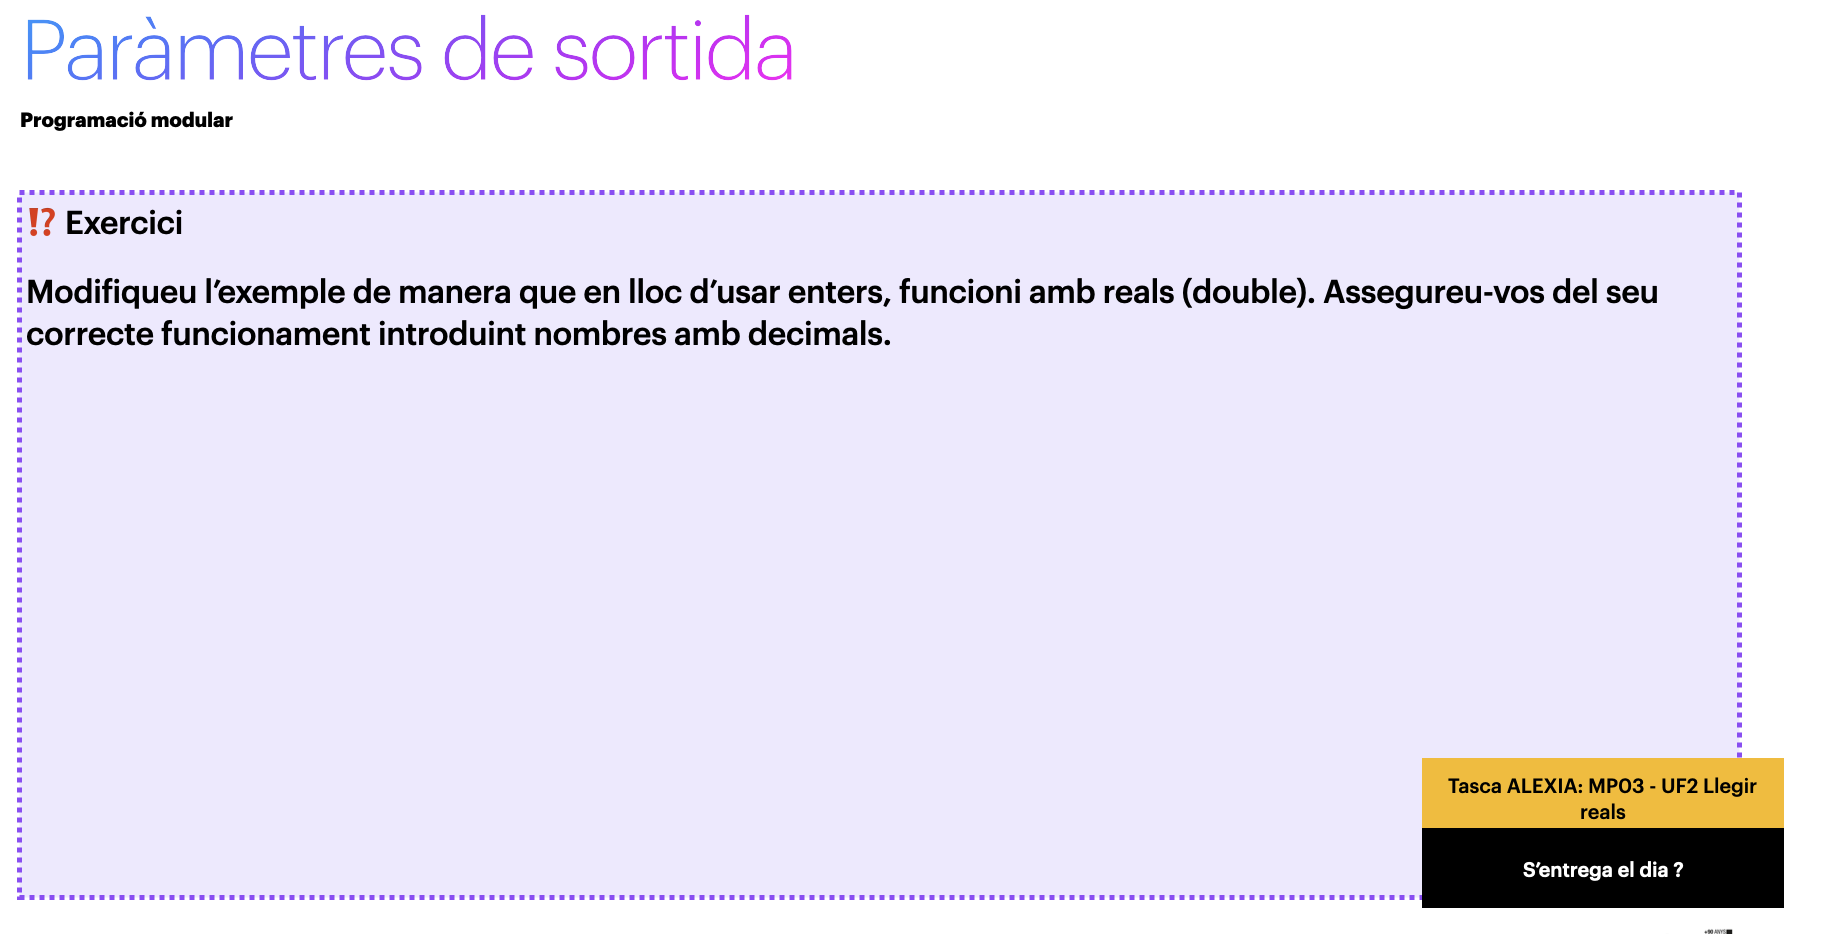 Paràmetres de sortida
Programació modular
⁉️ Exercici
Modifiqueu l’exemple de manera que en lloc d’usar enters, funcioni amb reals (double). Assegureu-vos del seu
correcte funcionament introduint nombres amb decimals.
Tasca ALEXIA: MP03 - UF2 Llegir
reals
S’entrega el dia ?